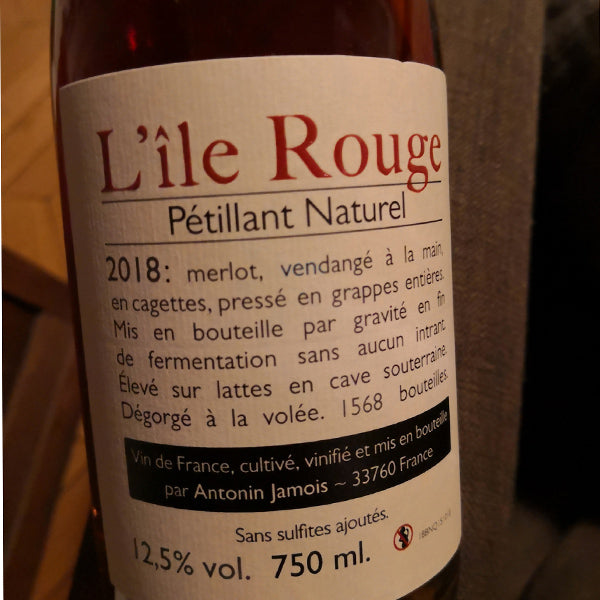 L'île Rouge
Pétillant Naturel
2018: merlot, vendangé à la main,
en cagettes, pressé en grappes entières.
Mis en bouteille par gravité en fin
de fermentation sans aucun intrant.
Élevé sur lattes en cave souterraine.
Dégorgé à la volée. 1568 bouteilles.
Vin de France, cultivé, vinifié et mis en bouteille
par Antonin Jamois ~ 33760 France
Sans sulfites ajoutés.
12,5% vol. 750 ml.